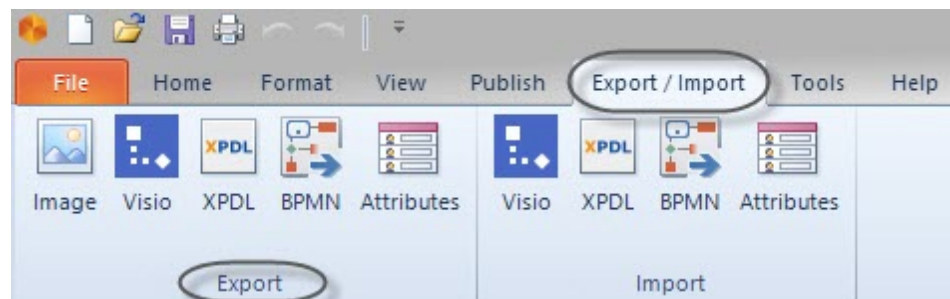 File Home Format View Publish Export / Import Tools Help
XPDL XPDL
Image Visio XPDL BPMN Attributes Visio XPDL BPMN Attributes
Export Import